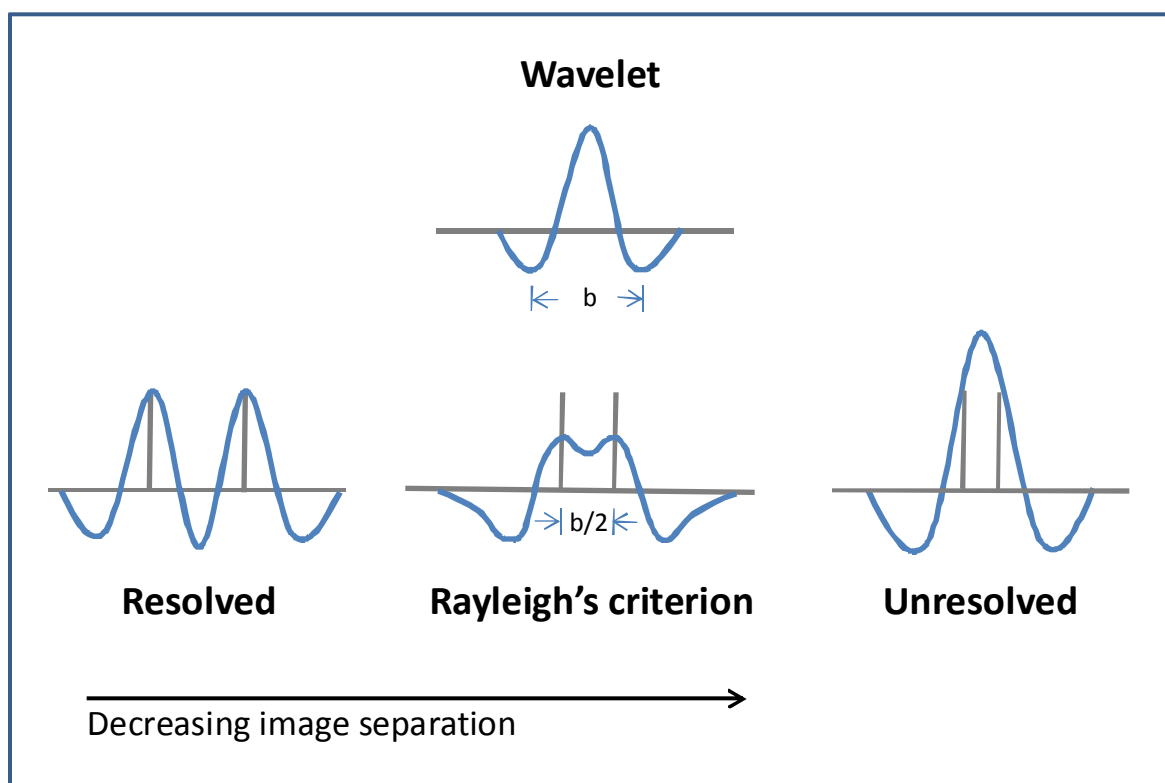 Wavelet
b
b/2
Resolved
Rayleigh’s criterion
Unresolved
Decreasing image separation